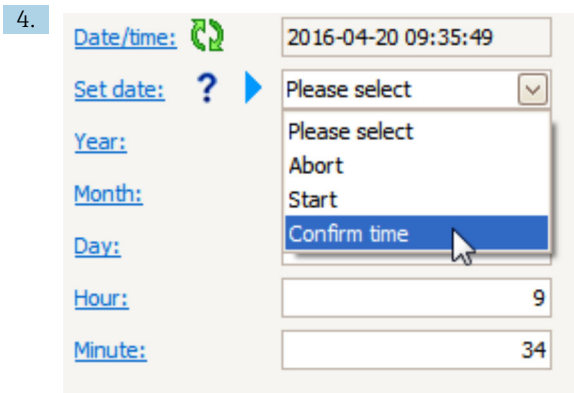 4.
Date/time: 2016-04-20 09:35:49
Set date: ? Please select
Please select
Year:
Abort
Month:
Start
Confirm time
Day:
Hour: 9
Minute: 34